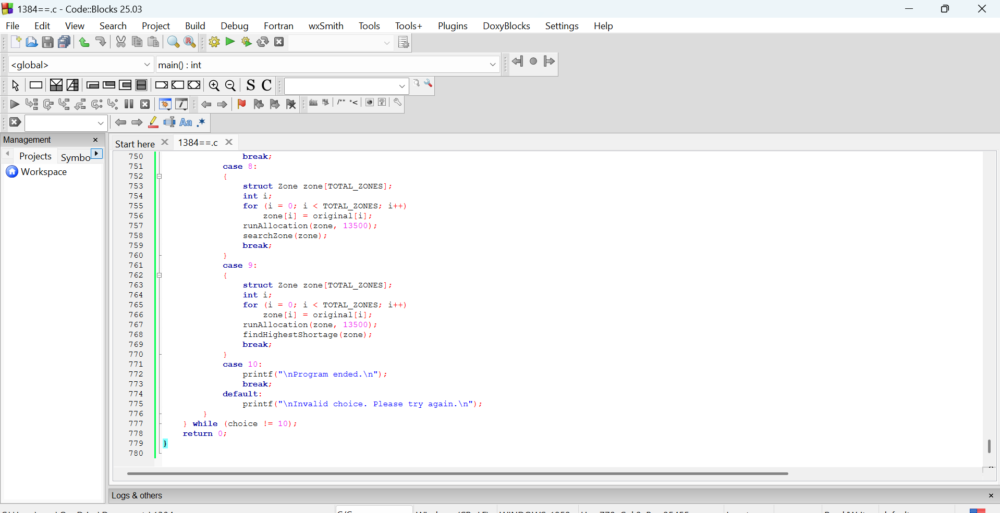 1384==.c - Code::Blocks 25.03
File Edit View Search Project Build Debug Fortran wxSmith Tools Tools+ Plugins DoxyBlocks Settings Help
<global> main() : int
S C
/** *<
Aa .*
Management
Start here 1384==.c
Projects Symbo
Workspace
750 break;
751 case 8:
752 {
753 struct Zone zone[TOTAL_ZONES];
754 int i;
755 for (i = 0; i < TOTAL_ZONES; i++)
756 zone[i] = original[i];
757 runAllocation(zone, 13500);
758 searchZone(zone);
759 break;
760 }
761 case 9:
762 {
763 struct Zone zone[TOTAL_ZONES];
764 int i;
765 for (i = 0; i < TOTAL_ZONES; i++)
766 zone[i] = original[i];
767 runAllocation(zone, 13500);
768 findHighestShortage(zone);
769 break;
770 }
771 case 10:
772 printf("\nProgram ended.\n");
773 break;
774 default:
775 printf("\nInvalid choice. Please try again.\n");
776 }
777 } while (choice != 10);
778 return 0;
779 }
780
Logs & others